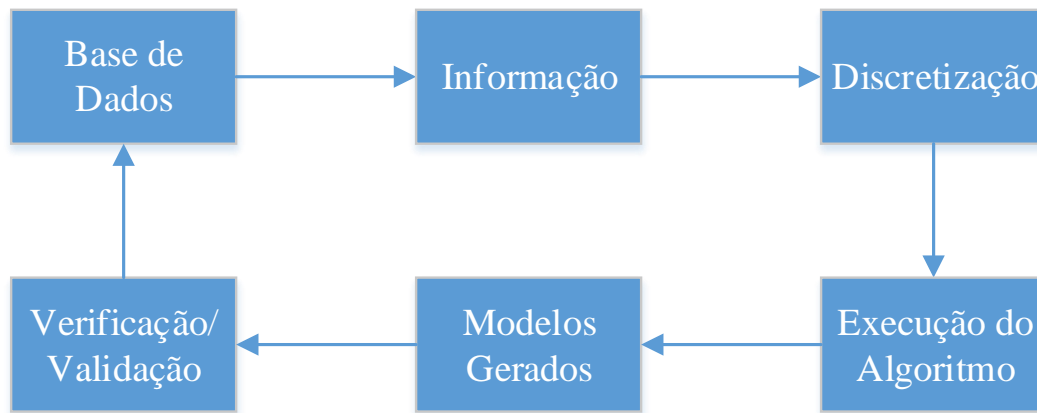 Base de
Dados
Informação
Discretização
Verificação/
Validação
Modelos
Gerados
Execução do
Algoritmo